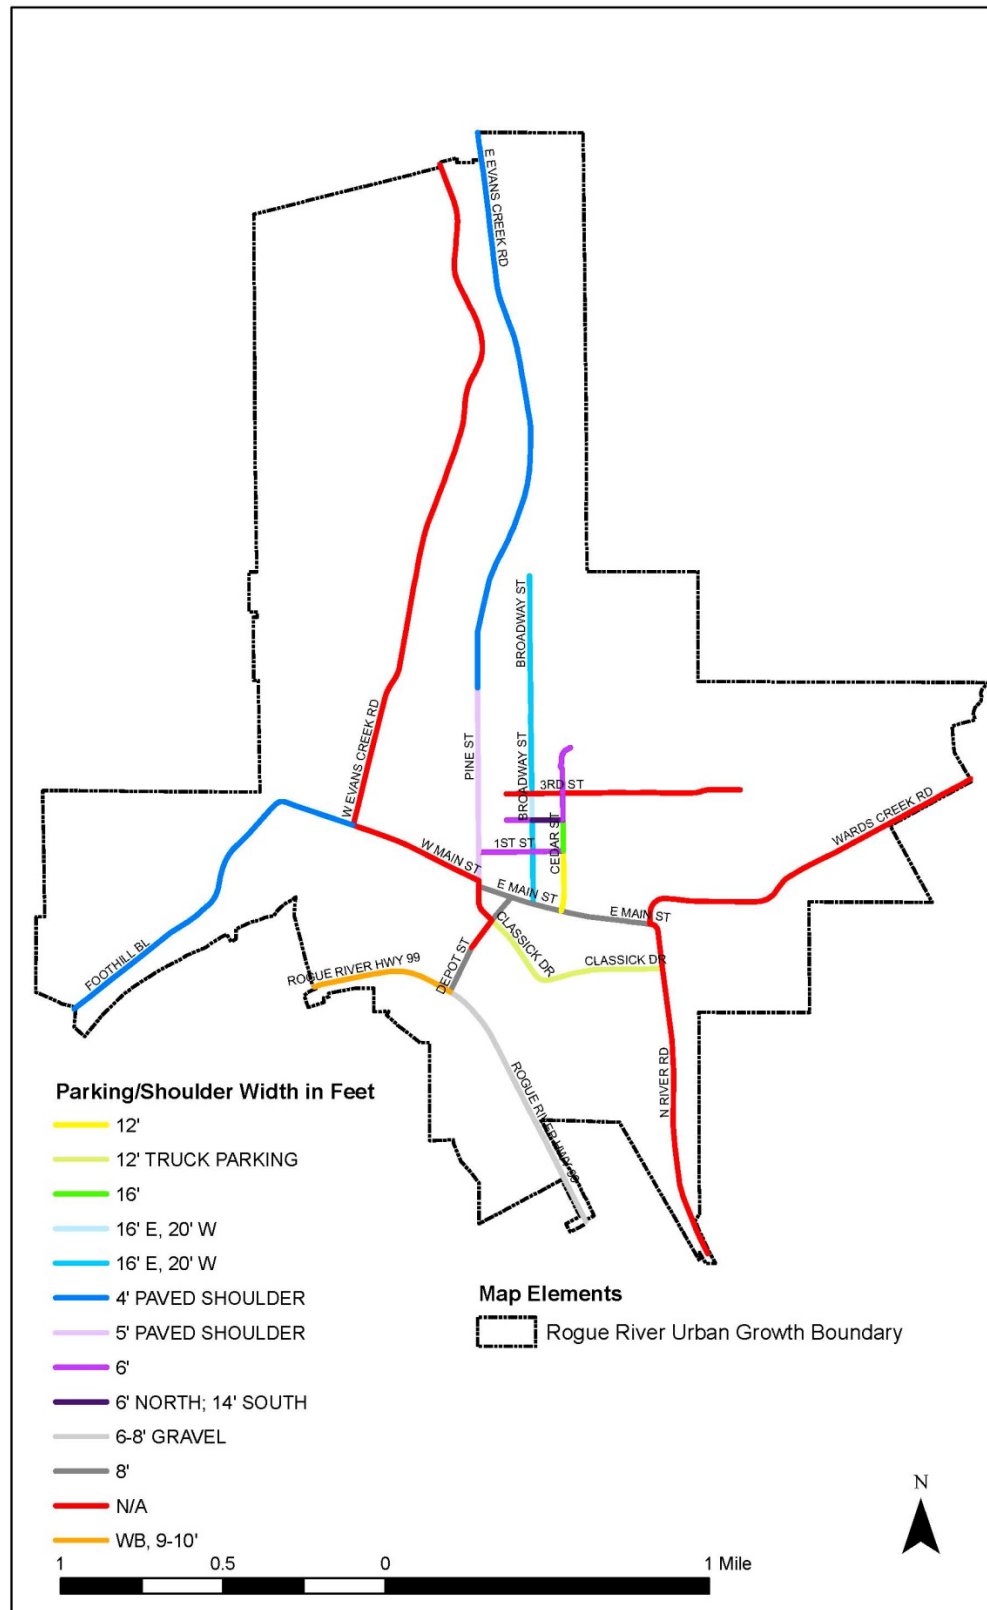 E EVANS CREEK RD
BROADWAY ST
W EVANS CREEK RD
PINE ST
BROADWAY ST
3RD ST
WARDS CREEK RD
1ST ST
CEDAR ST
W MAIN ST
E MAIN ST
E MAIN ST
FOOTHILL BL
CLASSICK DR
CLASSICK DR
DEPOT ST
ROGUE RIVER HWY 99
N RIVER RD
ROGUE RIVER HWY 99
Parking/Shoulder Width in Feet
12'
12' TRUCK PARKING
16'
16' E, 20' W
16' E, 20' W
4' PAVED SHOULDER
5' PAVED SHOULDER
6'
6' NORTH; 14' SOUTH
6-8' GRAVEL
8'
N/A
WB, 9-10'
Map Elements
Rogue River Urban Growth Boundary
N
1 0.5 0 1 Mile